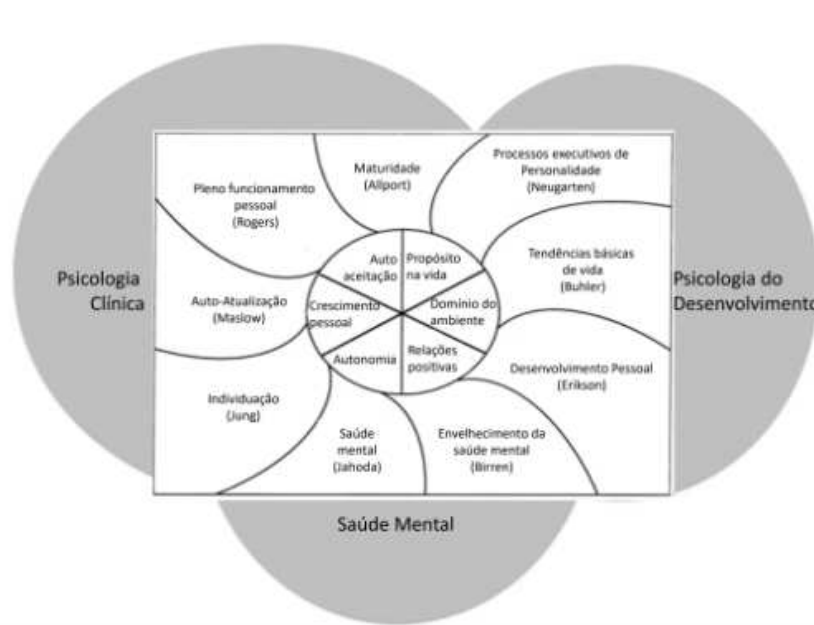 Maturidade
(Allport)
Processos executivos de
Personalidade
(Neugarten)
Pleno funcionamento
pessoal
(Rogers)
Auto
aceitação
Propósito
na vida
Tendências básicas
de vida
(Buhler)
Psicologia
Clínica
Psicologia do
Desenvolvimento
Auto-Atualização
(Maslow)
Crescimento
pessoal
Domínio do
ambiente
Autonomia
Relações
positivas
Desenvolvimento Pessoal
(Erikson)
Individuação
(Jung)
Saúde
mental
(Jahoda)
Envelhecimento da
saúde mental
(Birren)
Saúde Mental